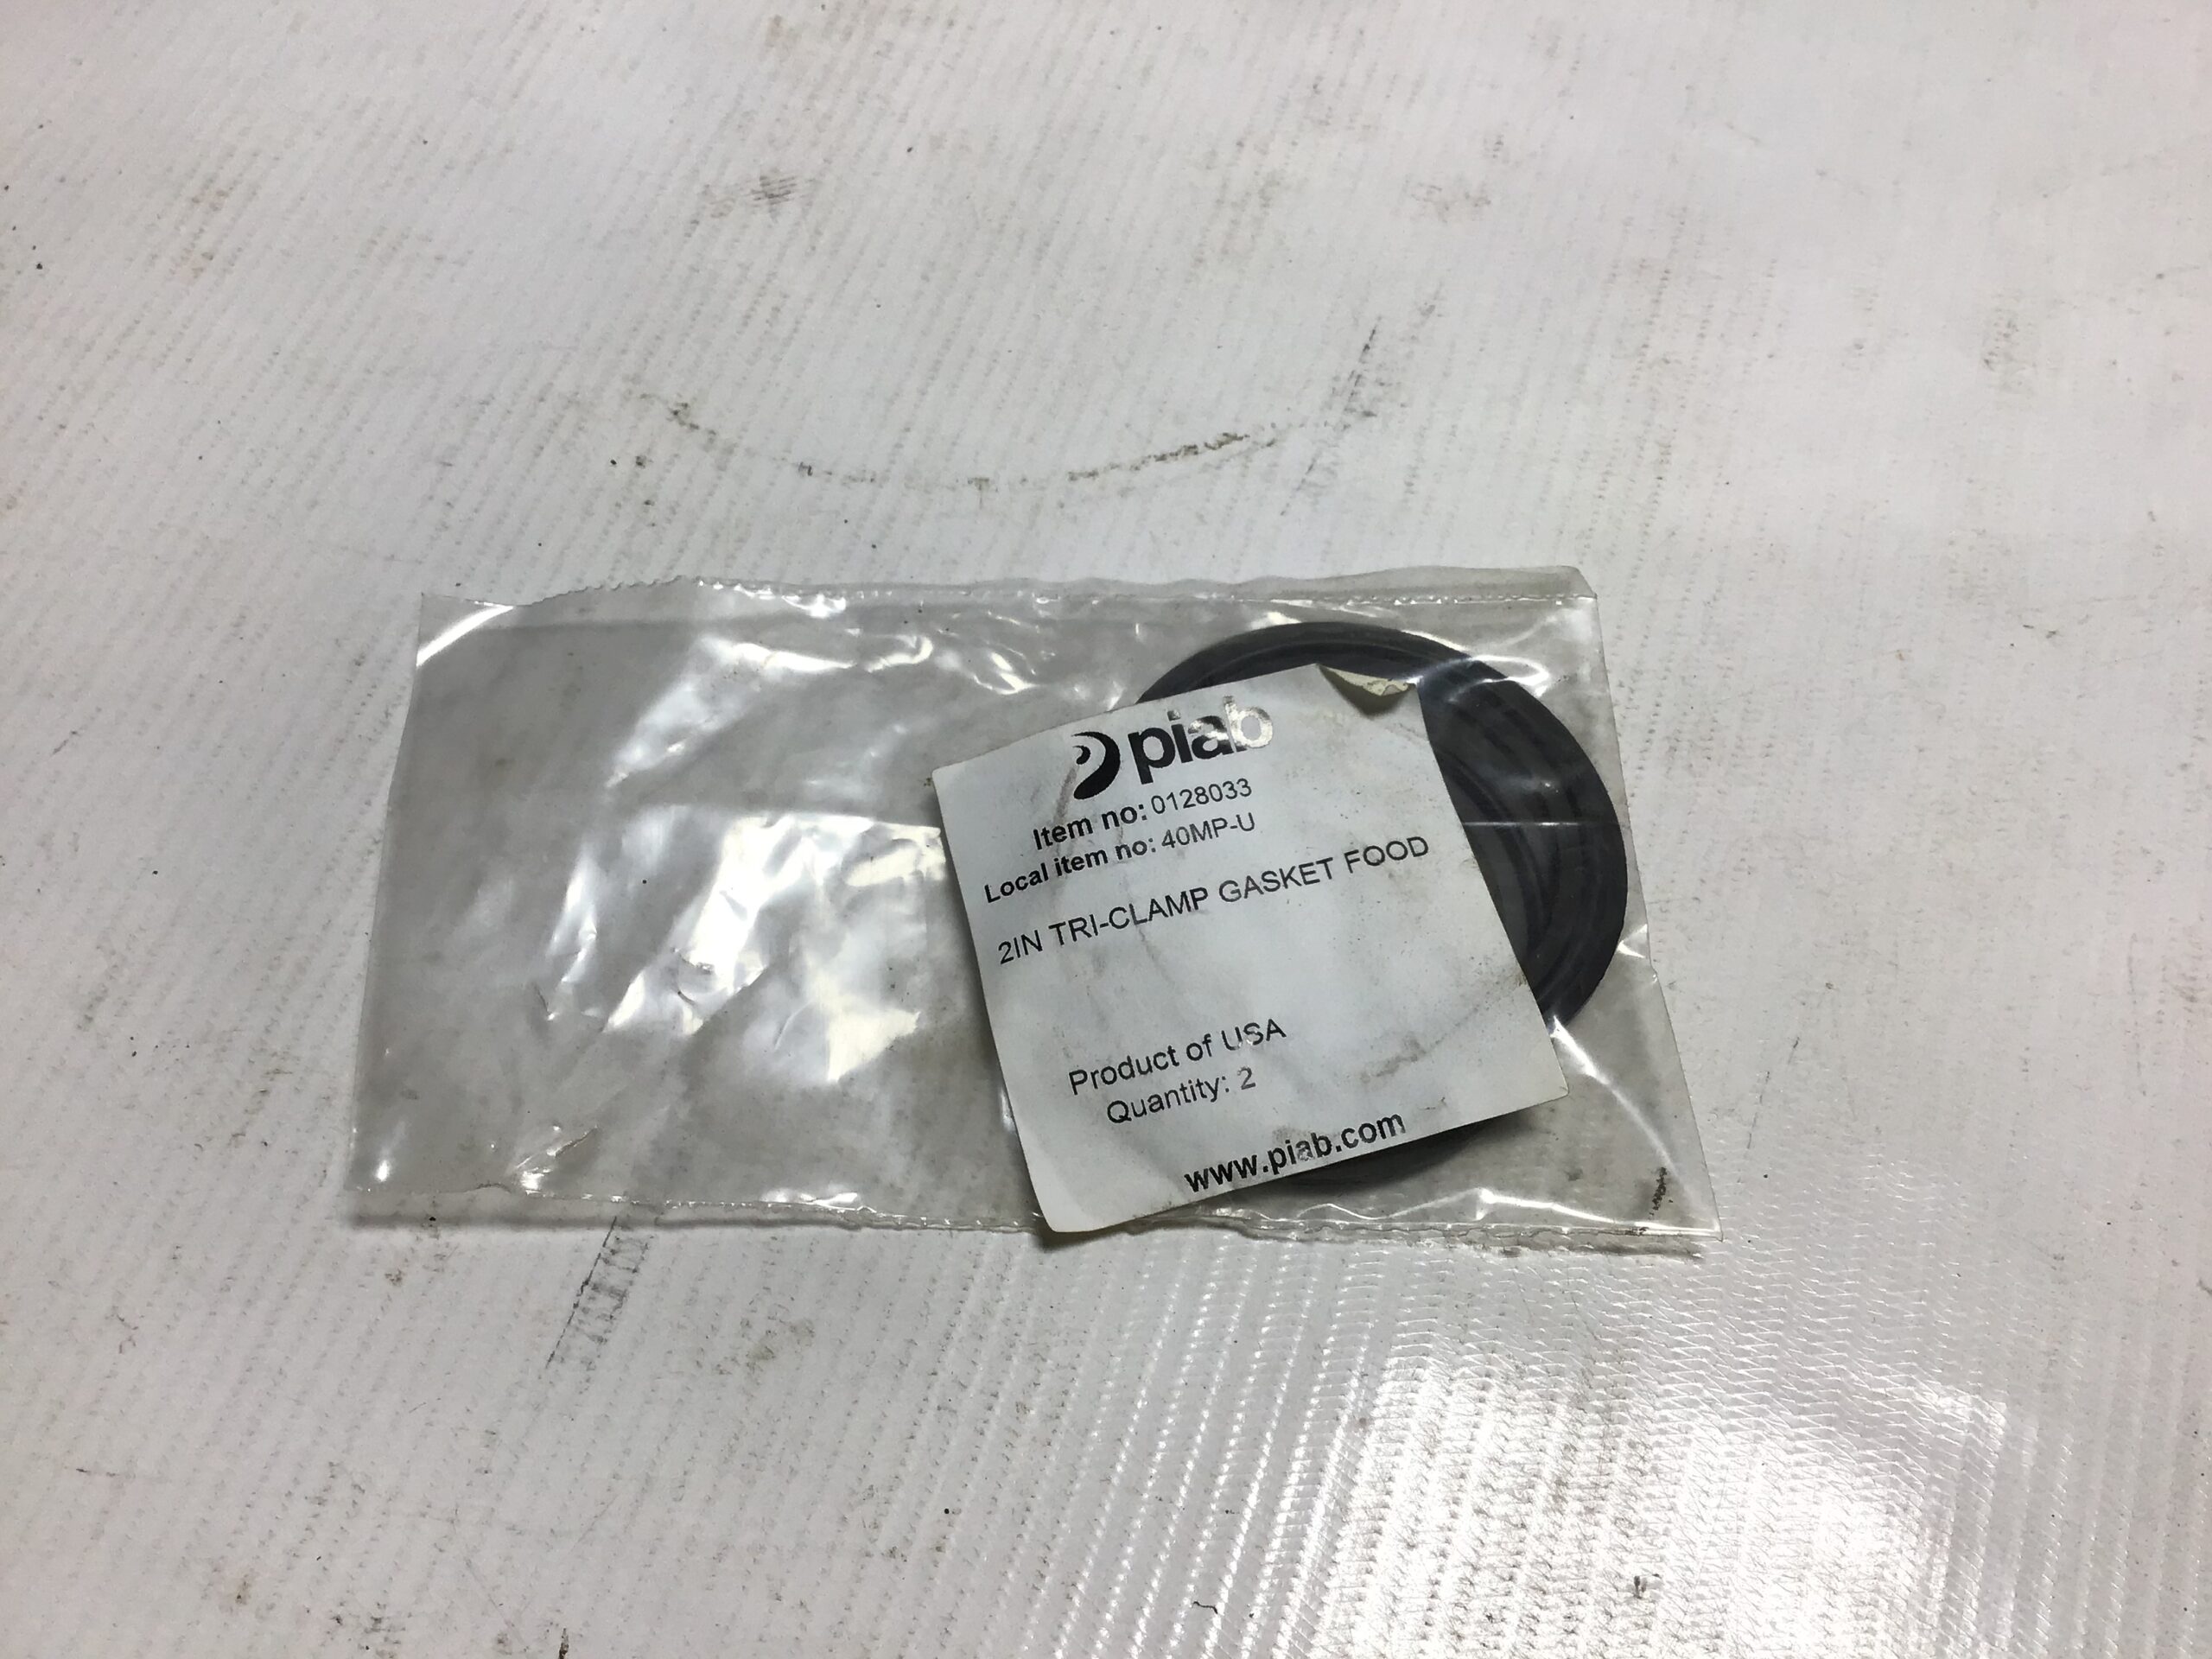 piab
Item no: 0128033
Local item no: 40MP-U
2IN TRI-CLAMP GASKET FOOD
Product of USA
Quantity: 2
www.piab.com